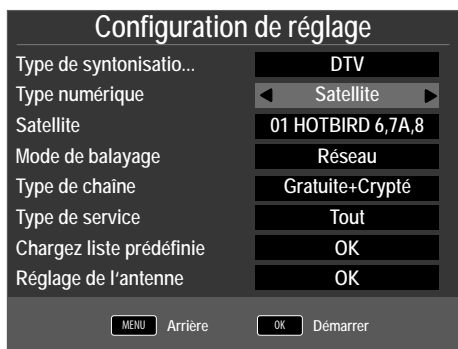 Configuration de réglage
Type de syntonisatio... DTV
Type numérique Satellite
Satellite 01 HOTBIRD 6,7A,8
Mode de balayage Réseau
Type de chaîne Gratuite+Crypté
Type de service Tout
Chargez liste prédéfinie OK
Réglage de l‘antenne OK
MENU Arrière OK Démarrer